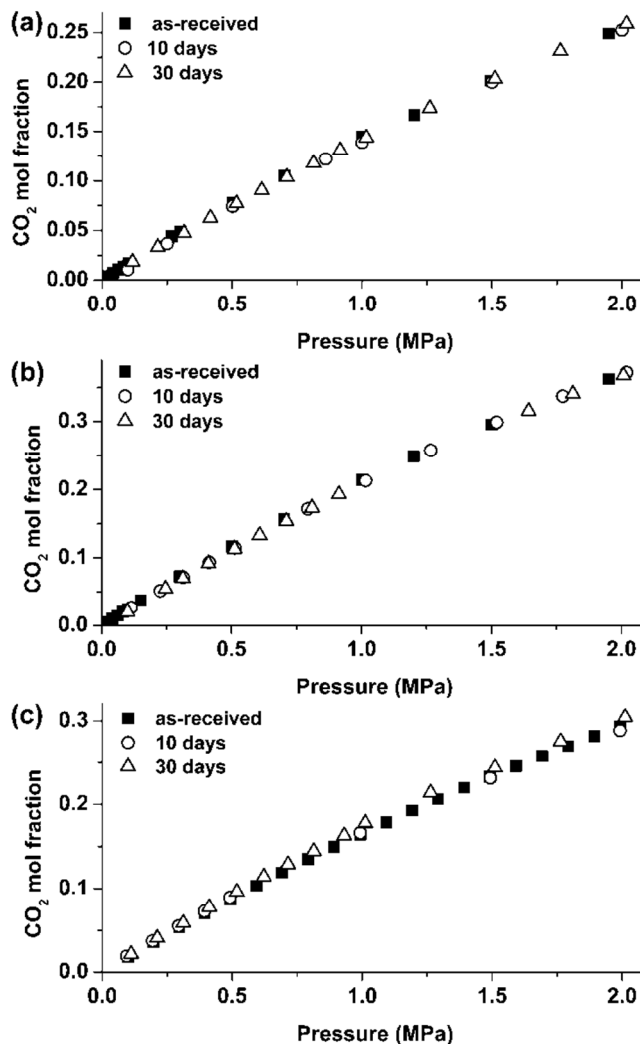 (a)
as-received
10 days
30 days
0.25
0.20
0.15
0.10
0.05
0.00
CO₂ mol fraction
0.0 0.5 1.0 1.5 2.0
Pressure (MPa)
(b)
as-received
10 days
30 days
0.3
0.2
0.1
0.0
CO₂ mol fraction
0.0 0.5 1.0 1.5 2.0
Pressure (MPa)
(c)
as-received
10 days
30 days
0.3
0.2
0.1
0.0
CO₂ mol fraction
0.0 0.5 1.0 1.5 2.0
Pressure (MPa)